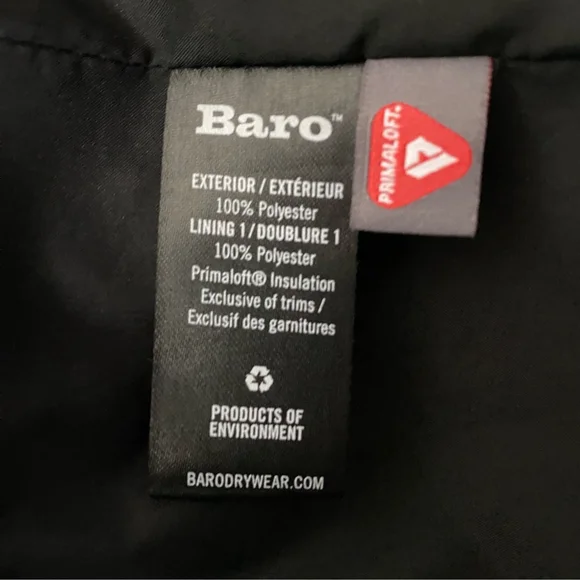 Baro™
EXTERIOR / EXTÉRIEUR
100% Polyester
LINING 1 / DOUBLURE 1
100% Polyester
Primaloft® Insulation
Exclusive of trims /
Exclusif des garnitures
PRODUCTS OF
ENVIRONMENT
BARODRYWEAR.COM
PRIMALOFT®